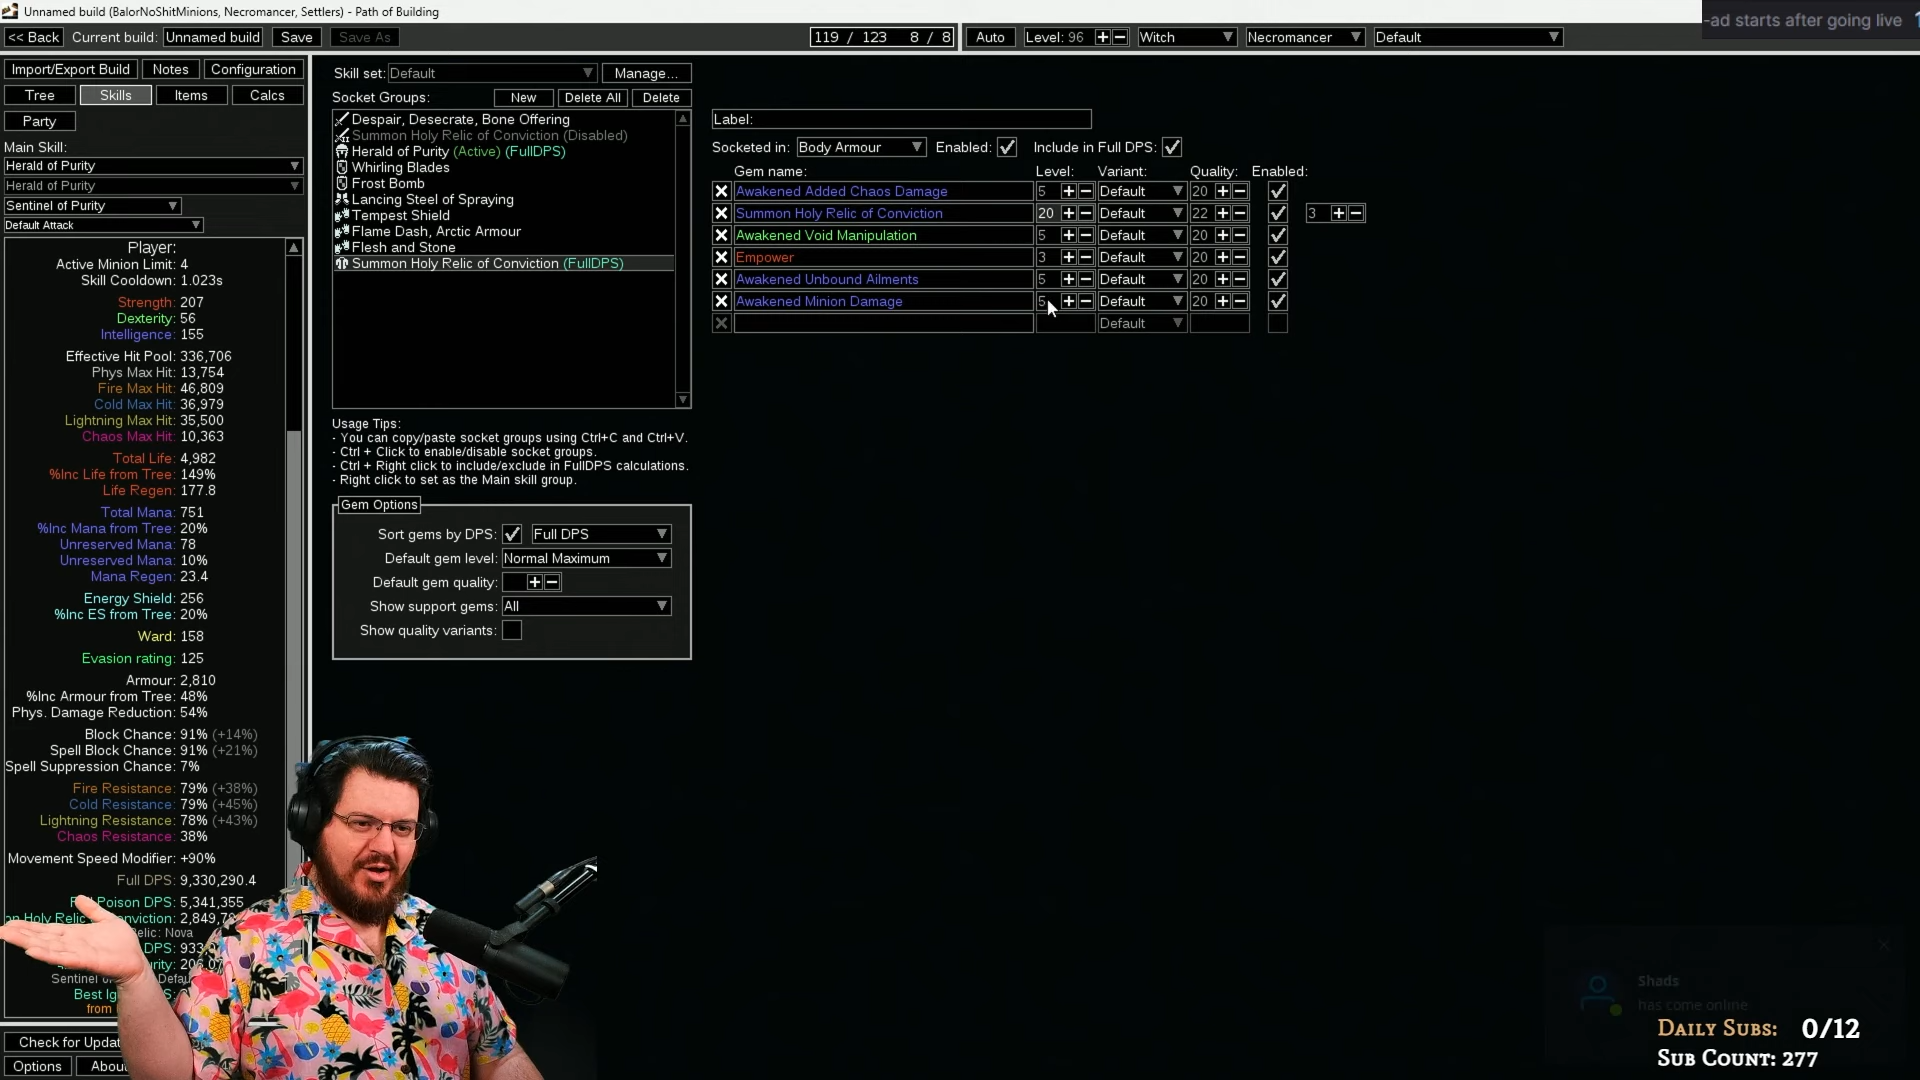 Unnamed build (BalorNoShitMinions, Necromancer, Settlers) - Path of Building
-ad starts after going live
<< Back Current build: Unnamed build Save Save As 119 / 123 8 / 8 Auto Level: 96 + - Witch Necromancer Default
Import/Export Build Notes Configuration
Tree Skills Items Calcs
Party
Main Skill:
Herald of Purity
Herald of Purity
Sentinel of Purity
Default Attack
Player:
Active Minion Limit: 4
Skill Cooldown: 1.023s
Strength: 207
Dexterity: 56
Intelligence: 155
Effective Hit Pool: 336,706
Phys Max Hit: 13,754
Fire Max Hit: 46,809
Cold Max Hit: 36,979
Lightning Max Hit: 35,500
Chaos Max Hit: 10,363
Total Life: 4,982
%Inc Life from Tree: 149%
Life Regen: 177.8
Total Mana: 751
%Inc Mana from Tree: 20%
Unreserved Mana: 78
Unreserved Mana: 10%
Mana Regen: 23.4
Energy Shield: 256
%Inc ES from Tree: 20%
Ward: 158
Evasion rating: 125
Armour: 2,810
%Inc Armour from Tree: 48%
Phys. Damage Reduction: 54%
Block Chance: 91% (+14%)
Spell Block Chance: 91% (+21%)
Spell Suppression Chance: 7%
Fire Resistance: 79% (+38%)
Cold Resistance: 79% (+45%)
Lightning Resistance: 78% (+43%)
Chaos Resistance: 38%
Movement Speed Modifier: +90%
Full DPS: 9,330,290.4
Poison DPS: 5,341,355
on Holy Relic
Relic: Nova
DPS:
Sentinel
Best
from
Check for
Options
Skill set: Default Manage...
Socket Groups: New Delete All Delete
Despair, Desecrate, Bone Offering
Summon Holy Relic of Conviction (Disabled)
Herald of Purity (Active) (FullDPS)
Whirling Blades
Frost Bomb
Lancing Steel of Spraying
Tempest Shield
Flame Dash, Arctic Armour
Flesh and Stone
Summon Holy Relic of Conviction (FullDPS)
Usage Tips:
- You can copy/paste socket groups using Ctrl+C and Ctrl+V.
- Ctrl + Click to enable/disable socket groups.
- Ctrl + Right click to include/exclude in FullDPS calculations.
- Right click to set as the Main skill group.
Gem Options
Sort gems by DPS: Full DPS
Default gem level: Normal Maximum
Default gem quality: + -
Show support gems: All
Show quality variants:
Label:
Socketed in: Body Armour Enabled: Include in Full DPS:
Gem name: Level: Variant: Quality: Enabled:
Awakened Added Chaos Damage 5 + - Default 20 + -
Summon Holy Relic of Conviction 20 + - Default 22 + - 3 + -
Awakened Void Manipulation 5 + - Default 20 + -
Empower 3 + - Default 20 + -
Awakened Unbound Ailments 5 + - Default 20 + -
Awakened Minion Damage 5 + - Default 20 + -
Default
Shads
has come online
Daily Subs: 0/12
Sub Count: 277